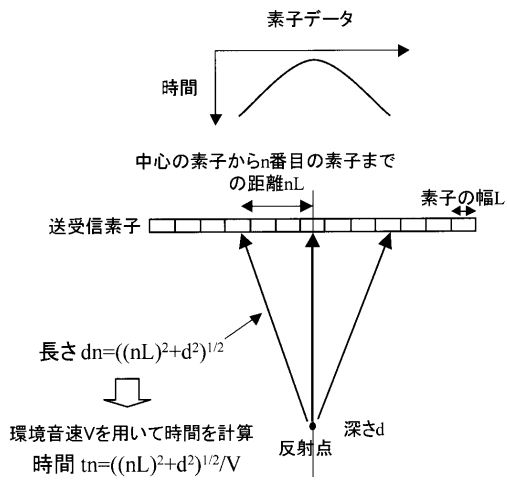 素子データ
時間
中心の素子からn番目の素子まで
の距離nL
素子の幅L
送受信素子
長さ dn=((nL)²+d²)^{1/2}
環境音速Vを用いて時間を計算
時間 tn=((nL)²+d²)^{1/2}/V
深さd
反射点